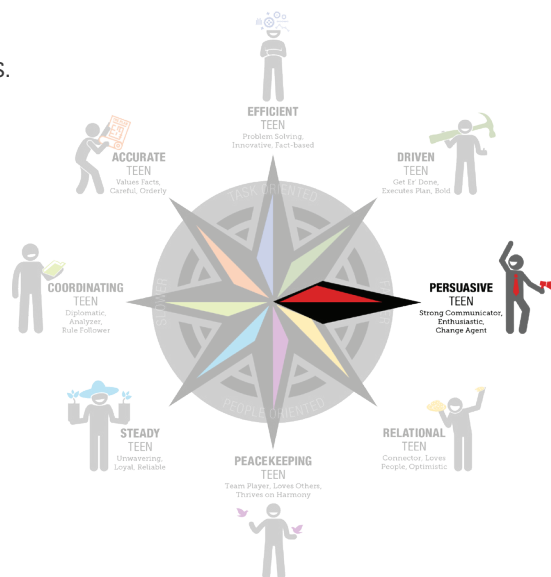 S.
EFFICIENT
TEEN
Problem Solving,
Innovative, Fact-based
ACCURATE
TEEN
Values Facts,
Careful, Orderly
DRIVEN
TEEN
Get Er' Done,
Executes Plan, Bold
TASK ORIENTED
COORDINATING
TEEN
Diplomatic,
Analyzer,
Rule Follower
SLOWER
PERSUASIVE
TEEN
Strong Communicator,
Enthusiastic,
Change Agent
PEOPLE ORIENTED
STEADY
TEEN
Unwavering,
Loyal, Reliable
RELATIONAL
TEEN
Connector, Loves
People, Optimistic
PEACEKEEPING
TEEN
Team Player, Loves Others,
Thrives on Harmony